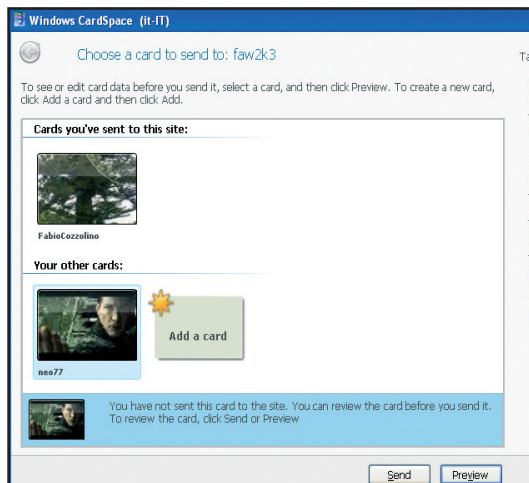 Windows CardSpace (it-IT)
Choose a card to send to: faw2k3
To see or edit card data before you send it, select a card, and then click Preview. To create a new card,
click Add a card and then click Add.
Cards you've sent to this site:
FabioCozzolino
Your other cards:
Add a card
neo77
You have not sent this card to the site. You can review the card before you send it.
To review the card, click Send or Preview
Send
Preview